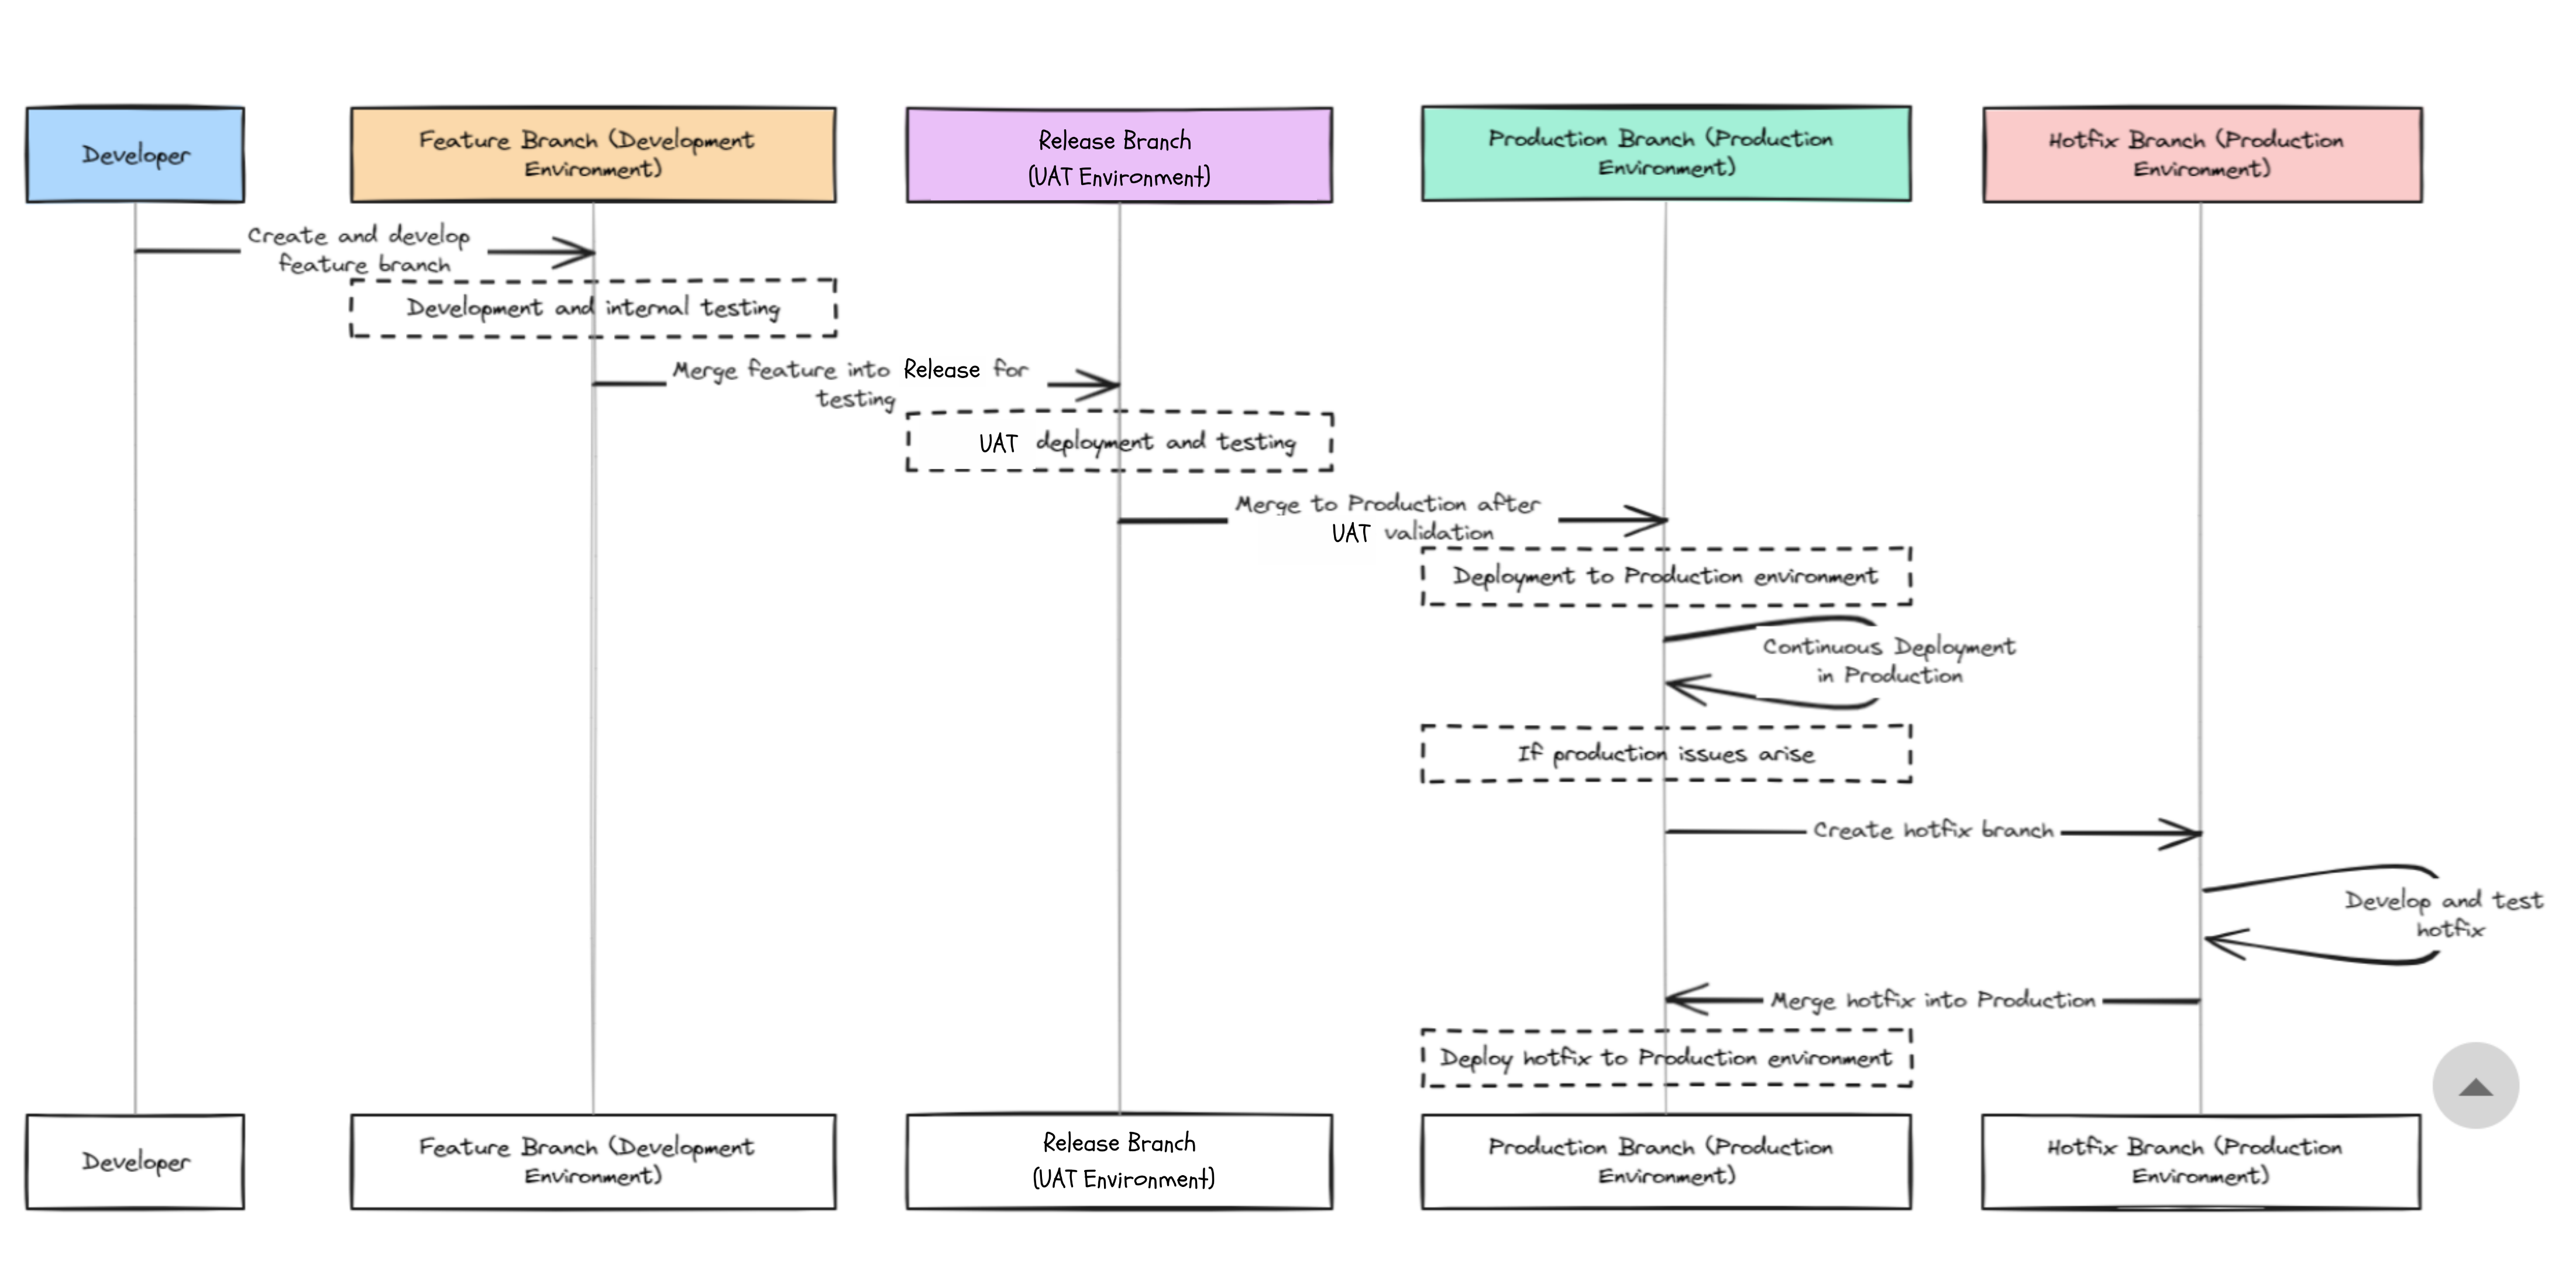 Developer
Feature Branch (Development
Environment)
Release Branch
(UAT Environment)
Production Branch (Production
Environment)
Hotfix Branch (Production
Environment)
Create and develop
feature branch
Development and internal testing
Merge feature into Release for
testing
UAT deployment and testing
Merge to Production after
UAT validation
Deployment to Production environment
Continuous Deployment
in Production
If production issues arise
Create hotfix branch
Develop and test
hotfix
Merge hotfix into Production
Deploy hotfix to Production environment
Developer
Feature Branch (Development
Environment)
Release Branch
(UAT Environment)
Production Branch (Production
Environment)
Hotfix Branch (Production
Environment)